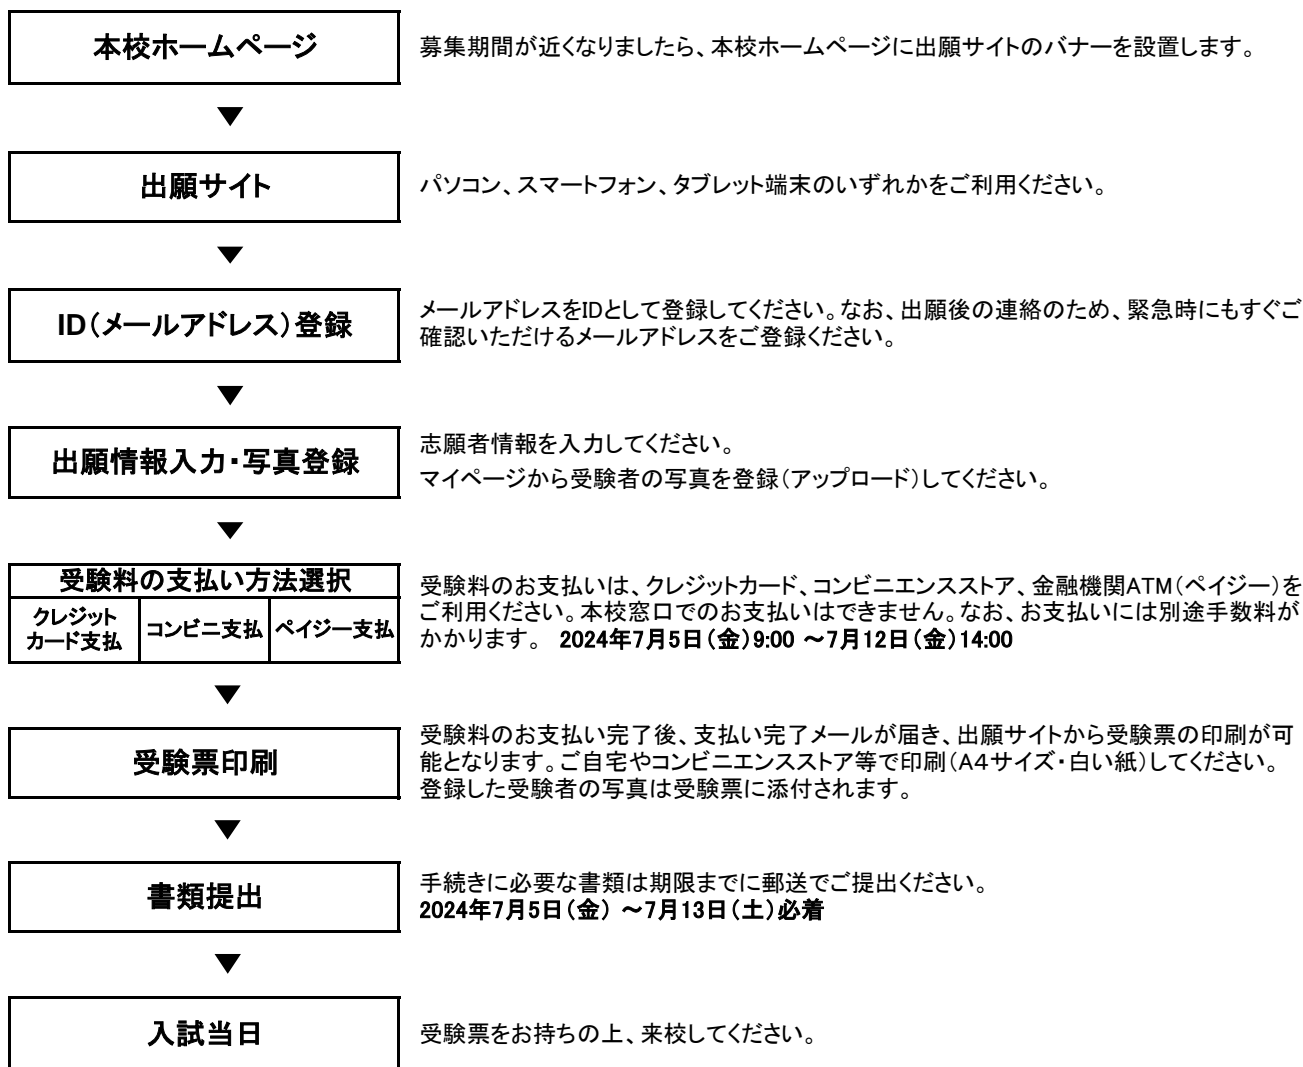 本校ホームページ
募集期間が近くなりましたら、本校ホームページに出願サイトのバナーを設置します。
▼
出願サイト
パソコン、スマートフォン、タブレット端末のいずれかをご利用ください。
▼
ID(メールアドレス)登録
メールアドレスをIDとして登録してください。なお、出願後の連絡のため、緊急時にもすぐご
確認いただけるメールアドレスをご登録ください。
▼
出願情報入力・写真登録
志願者情報を入力してください。
マイページから受験者の写真を登録(アップロード)してください。
▼
受験料の支払い方法選択
クレジット
カード支払
コンビニ支払
ペイジー支払
受験料のお支払いは、クレジットカード、コンビニエンスストア、金融機関ATM(ペイジー)を
ご利用ください。本校窓口でのお支払いはできません。なお、お支払いには別途手数料が
かかります。 2024年7月5日(金)9:00 ～7月12日(金)14:00
▼
受験票印刷
受験料のお支払い完了後、支払い完了メールが届き、出願サイトから受験票の印刷が可
能となります。ご自宅やコンビニエンスストア等で印刷(A4サイズ・白い紙)してください。
登録した受験者の写真は受験票に添付されます。
▼
書類提出
手続きに必要な書類は期限までに郵送でご提出ください。
2024年7月5日(金) ～7月13日(土)必着
▼
入試当日
受験票をお持ちの上、来校してください。